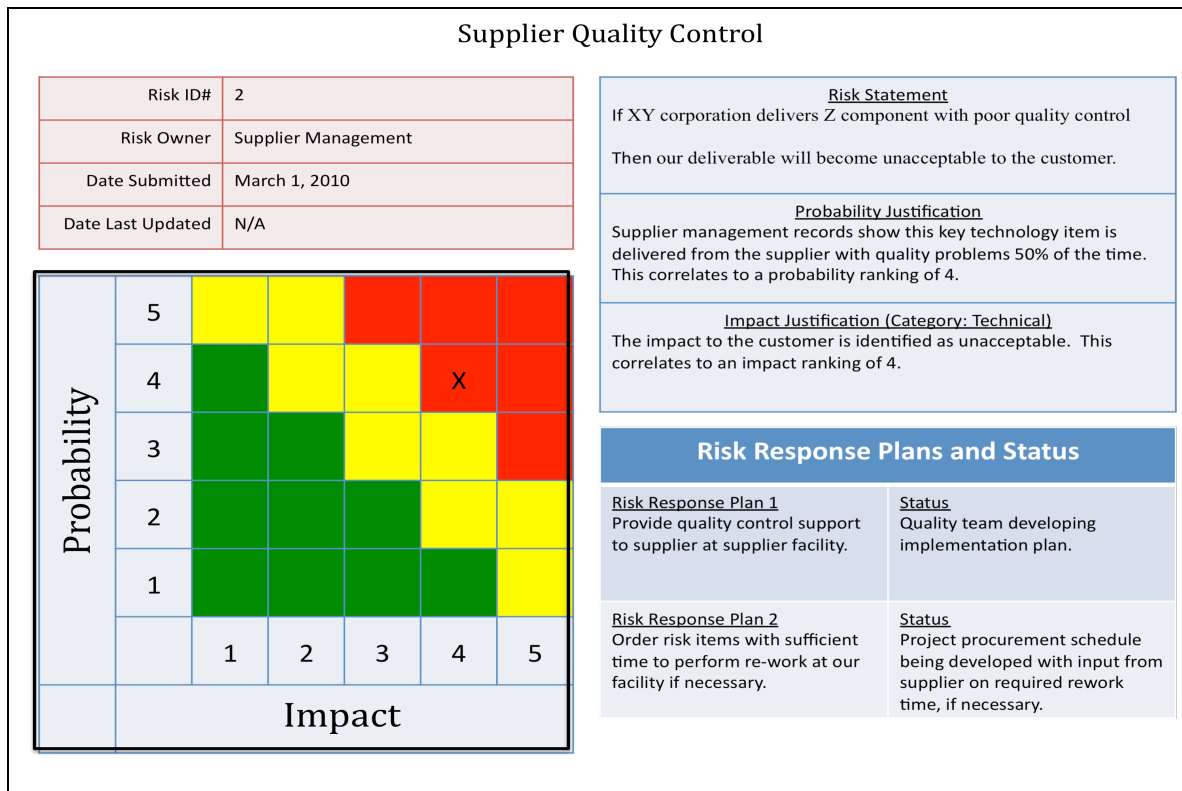 Supplier Quality Control
Risk ID# 2
Risk Owner Supplier Management
Date Submitted March 1, 2010
Date Last Updated N/A
Probability
5
4 X
3
2
1
1 2 3 4 5
Impact
Risk Statement
If XY corporation delivers Z component with poor quality control
Then our deliverable will become unacceptable to the customer.
Probability Justification
Supplier management records show this key technology item is
delivered from the supplier with quality problems 50% of the time.
This correlates to a probability ranking of 4.
Impact Justification (Category: Technical)
The impact to the customer is identified as unacceptable.  This
correlates to an impact ranking of 4.
Risk Response Plans and Status
Risk Response Plan 1
Provide quality control support
to supplier at supplier facility.
Status
Quality team developing
implementation plan.
Risk Response Plan 2
Order risk items with sufficient
time to perform re-work at our
facility if necessary.
Status
Project procurement schedule
being developed with input from
supplier on required rework
time, if necessary.